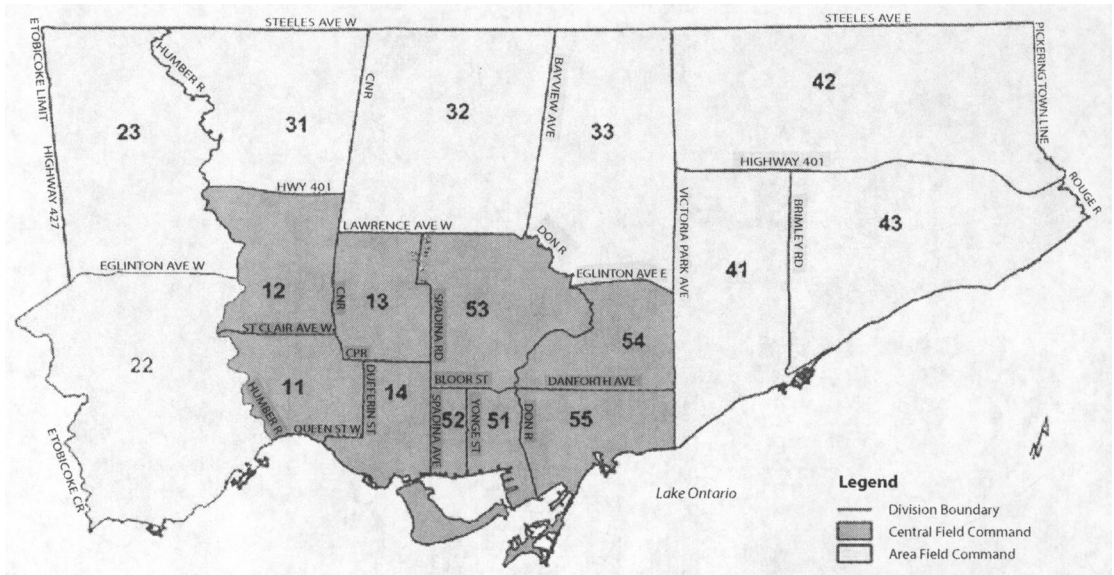 STEELES AVE W
STEELES AVE E
ETOBICOKE LIMIT
HUMBER R
CNR
BAYVIEW AVE
PICKERING TOWN LINE
23
31
32
33
42
HIGHWAY 427
HWY 401
HIGHWAY 401
ROUGE R
VICTORIA PARK AVE
BRIMLEY RD
43
LAWRENCE AVE W
DON R
EGLINTON AVE W
EGLINTON AVE E
41
12
CNR
13
SPADINA RD
53
ST CLAIR AVE W
54
22
CPR
11
DUFFERIN ST
14
BLOOR ST
DANFORTH AVE
HUMBER R
QUEEN ST W
SPADINA AVE
52
YONGE ST
51
DON R
55
ETOBICOKE CR
Lake Ontario
N
Legend
Division Boundary
Central Field Command
Area Field Command